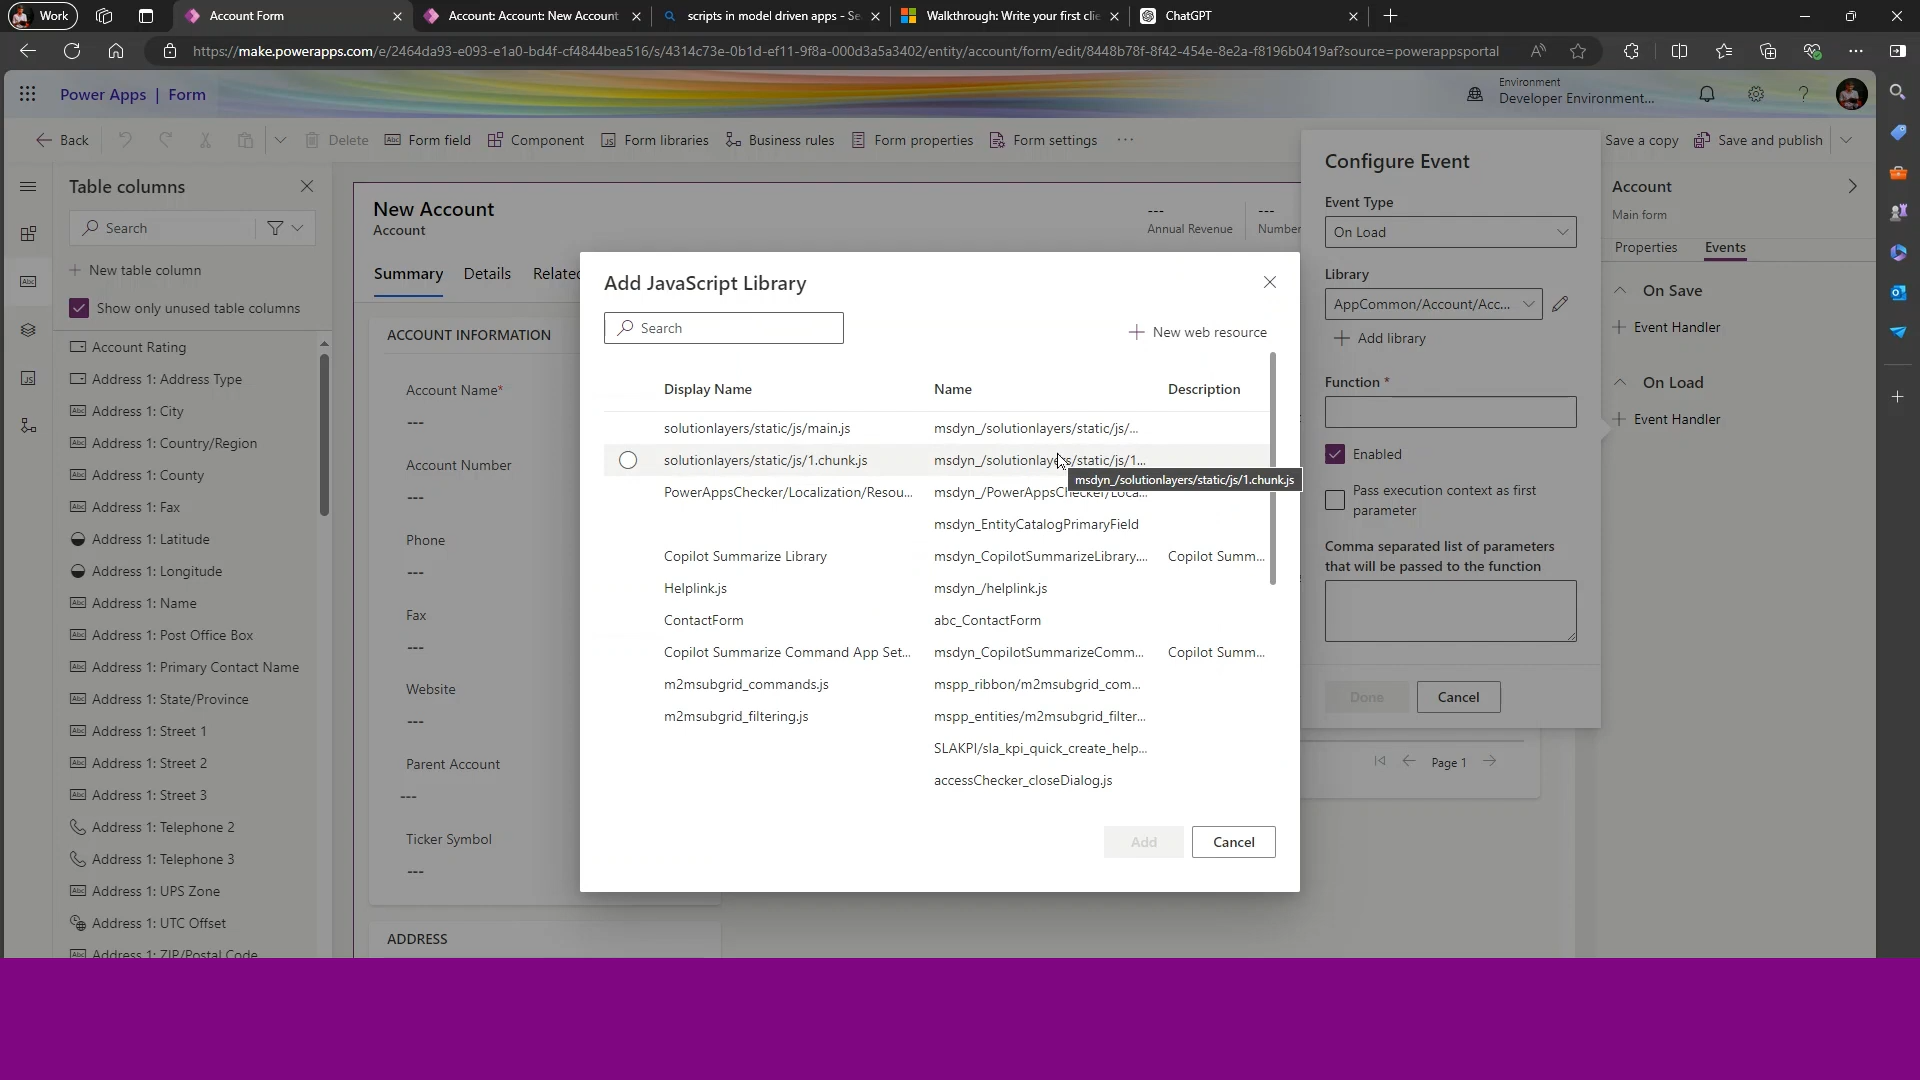 Work
Account Form
Account: Account: New Account
scripts in model driven apps - Se
Walkthrough: Write your first clie
ChatGPT
https://make.powerapps.com/e/2464da93-e093-e1a0-bd4f-cf4844bea516/s/4314c73e-0b1d-ef11-9f8a-000d3a5a3402/entity/account/form/edit/8448b78f-8f42-454e-8e2a-f8196b0419af?source=powerappsportal
Power Apps | Form
Environment
Developer Environment...
Back
Delete
Form field
Component
Form libraries
Business rules
Form properties
Form settings
Save a copy
Save and publish
Table columns
Search
New table column
Show only unused table columns
Account Rating
Address 1: Address Type
Address 1: City
Address 1: Country/Region
Address 1: County
Address 1: Fax
Address 1: Latitude
Address 1: Longitude
Address 1: Name
Address 1: Post Office Box
Address 1: Primary Contact Name
Address 1: State/Province
Address 1: Street 1
Address 1: Street 2
Address 1: Street 3
Address 1: Telephone 2
Address 1: Telephone 3
Address 1: UPS Zone
Address 1: UTC Offset
Address 1: ZIP/Postal Code
New Account
Account
---
Annual Revenue
---
Number
Summary
Details
Related
ACCOUNT INFORMATION
Account Name*
---
Account Number
---
Phone
---
Fax
---
Website
---
Parent Account
---
Ticker Symbol
---
ADDRESS
Add JavaScript Library
Search
New web resource
Display Name Name Description
solutionlayers/static/js/main.js msdyn_/solutionlayers/static/js/...
solutionlayers/static/js/1.chunk.js msdyn_/solutionlayers/static/js/1...
msdyn_/solutionlayers/static/js/1.chunk.js
PowerAppsChecker/Localization/Resou... msdyn_/PowerAppsChecker/Loca...
msdyn_EntityCatalogPrimaryField
Copilot Summarize Library msdyn_CopilotSummarizeLibrary.... Copilot Summ...
Helplink.js msdyn_/helplink.js
ContactForm abc_ContactForm
Copilot Summarize Command App Set... msdyn_CopilotSummarizeComm... Copilot Summ...
m2msubgrid_commands.js mspp_ribbon/m2msubgrid_com...
m2msubgrid_filtering.js mspp_entities/m2msubgrid_filter...
SLAKPI/sla_kpi_quick_create_help...
accessChecker_closeDialog.js
Add
Cancel
Configure Event
Event Type
On Load
Library
AppCommon/Account/Acc...
Add library
Function *
Enabled
Pass execution context as first
parameter
Comma separated list of parameters
that will be passed to the function
Done
Cancel
Page 1
Account
Main form
Properties
Events
On Save
Event Handler
On Load
Event Handler